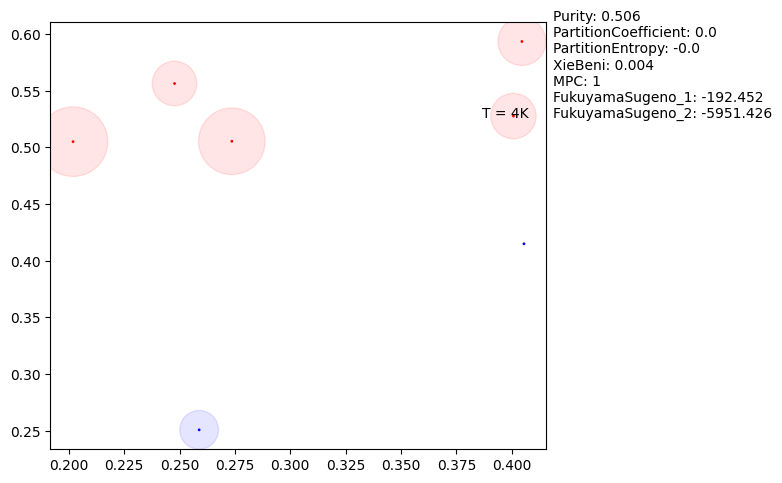 Purity: 0.506
PartitionCoefficient: 0.0
PartitionEntropy: -0.0
XieBeni: 0.004
MPC: 1
FukuyamaSugeno_1: -192.452
FukuyamaSugeno_2: -5951.426
0.60
0.55
0.50
0.45
0.40
0.35
0.30
0.25
T = 4K
0.200 0.225 0.250 0.275 0.300 0.325 0.350 0.375 0.400